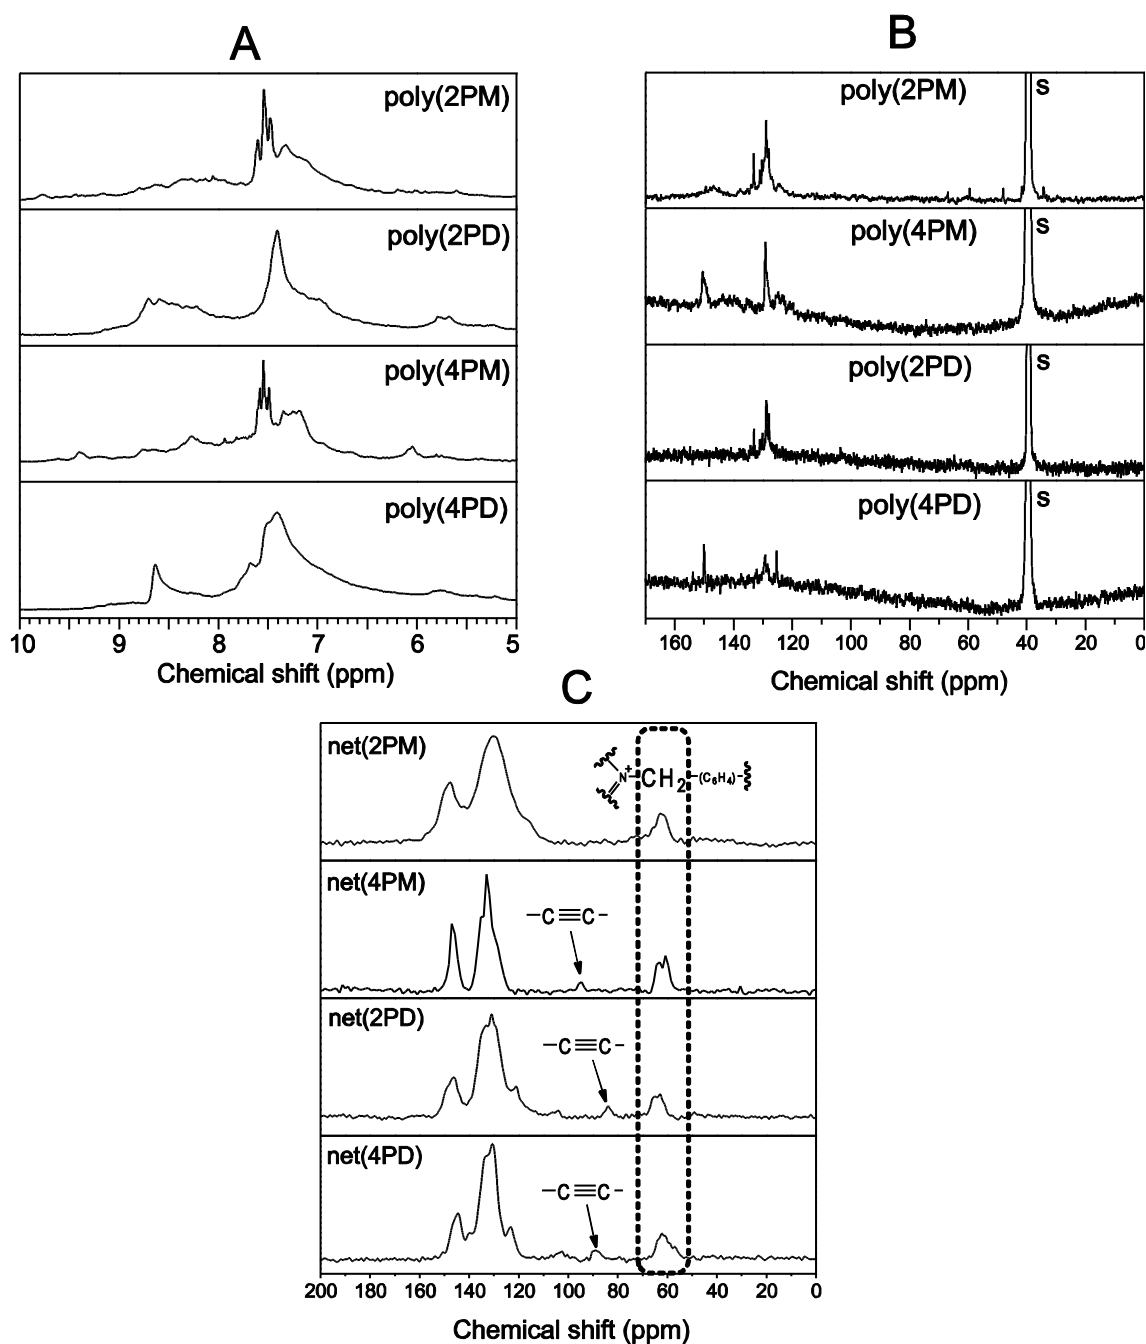 A
poly(2PM)
poly(2PD)
poly(4PM)
poly(4PD)
10 9 8 7 6 5
Chemical shift (ppm)
B
poly(2PM) S
poly(4PM) S
poly(2PD) S
poly(4PD) S
160 140 120 100 80 60 40 20 0
Chemical shift (ppm)
C
net(2PM)
N+ CH2 (C6H4)
net(4PM)
–C≡C–
net(2PD)
–C≡C–
net(4PD)
–C≡C–
200 180 160 140 120 100 80 60 40 20 0
Chemical shift (ppm)